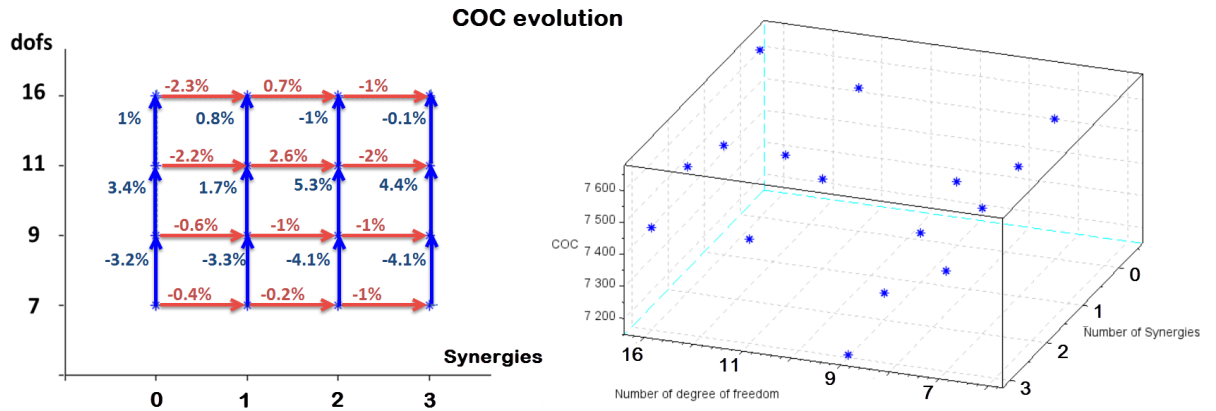 COC evolution
dofs
16
-2.3% 0.7% -1%
1% 0.8% -1% -0.1%
11
-2.2% 2.6% -2%
3.4% 1.7% 5.3% 4.4%
9
-0.6% -1% -1%
-3.2% -3.3% -4.1% -4.1%
7
-0.4% -0.2% -1%
Synergies
0 1 2 3
7 600
7 500
COC
7 400
7 300
7 200
16
11
9
7
Number of degree of freedom
0
1
Number of Synergies
2
3